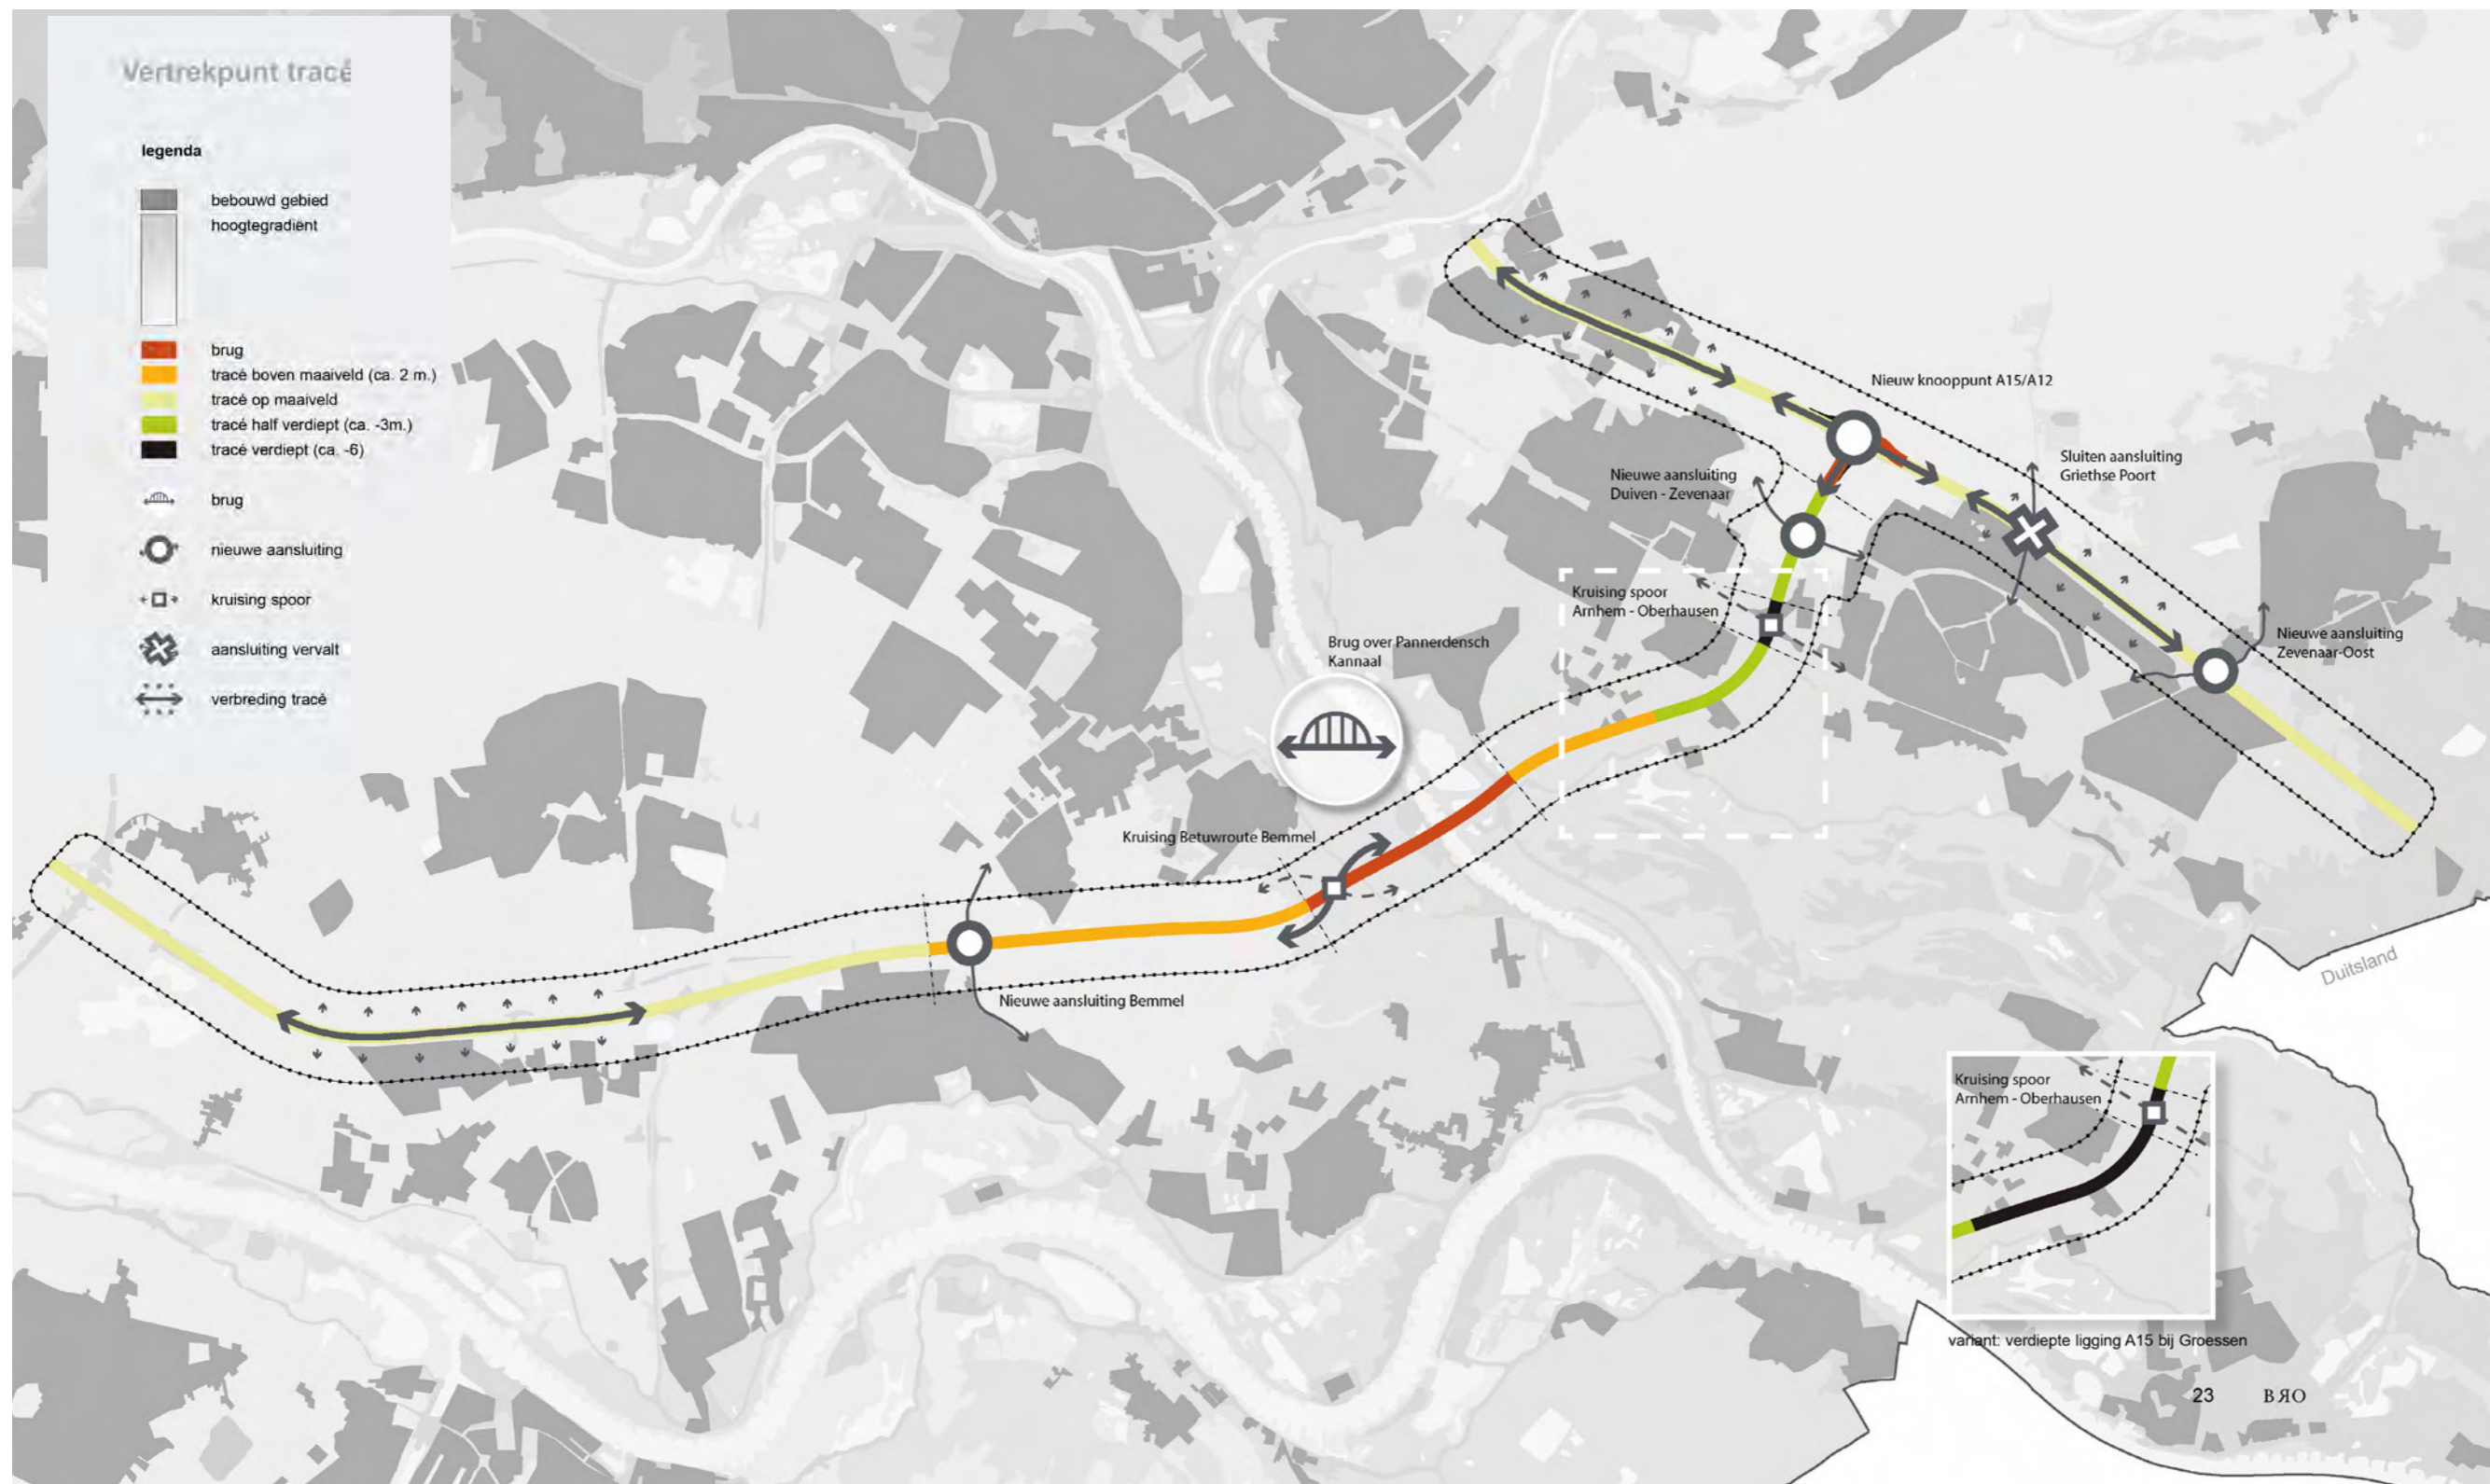 Vertrekpunt tracé
legenda
bebouwd gebied
hoogtegradiënt
brug
tracé boven maaiveld (ca. 2 m.)
tracé op maaiveld
tracé half verdiept (ca. -3m.)
tracé verdiept (ca. -6)
brug
nieuwe aansluiting
kruising spoor
aansluiting vervalt
verbreding tracé
Nieuw knooppunt A15/A12
Sluiten aansluiting
Griethse Poort
Nieuwe aansluiting
Duiven - Zevenaar
Kruising spoor
Arnhem - Oberhausen
Nieuwe aansluiting
Zevenaar-Oost
Brug over Pannerdensch
Kannaal
Kruising Betuwroute Bemmel
Nieuwe aansluiting Bemmel
Duitsland
Kruising spoor
Arnhem - Oberhausen
variant: verdiepte ligging A15 bij Groessen
23 BЯO